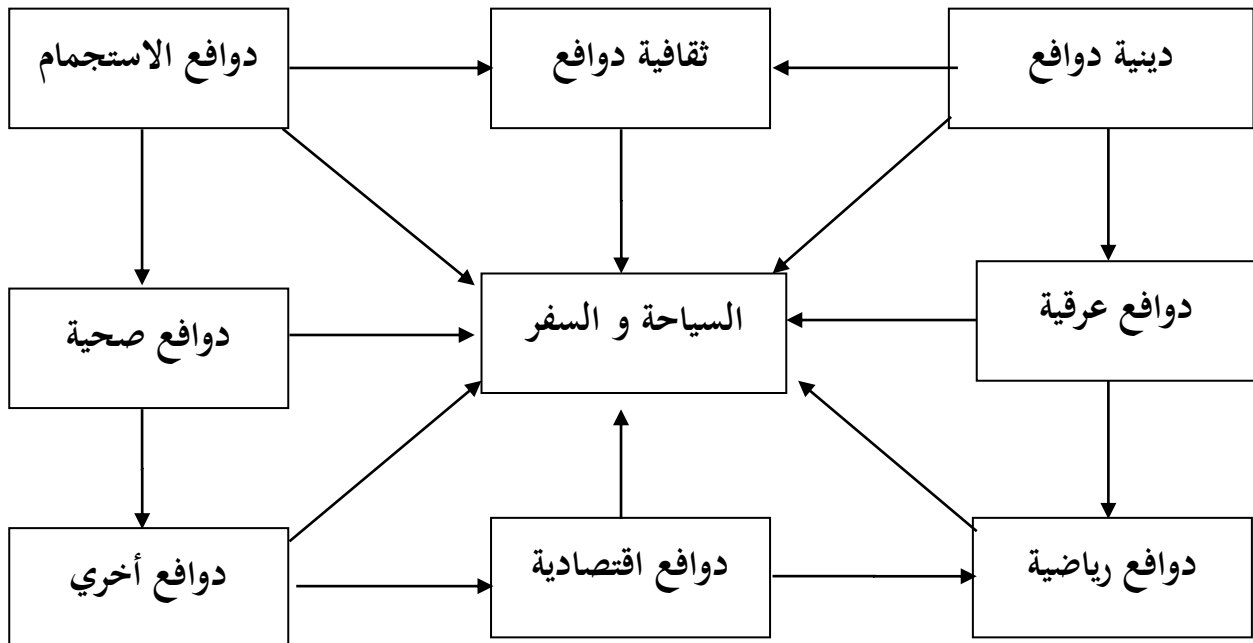 دينية دوافع
ثقافية دوافع
دوافع الاستجمام
دوافع عرقية
السياحة و السفر
دوافع صحية
دوافع رياضية
دوافع اقتصادية
دوافع أخري